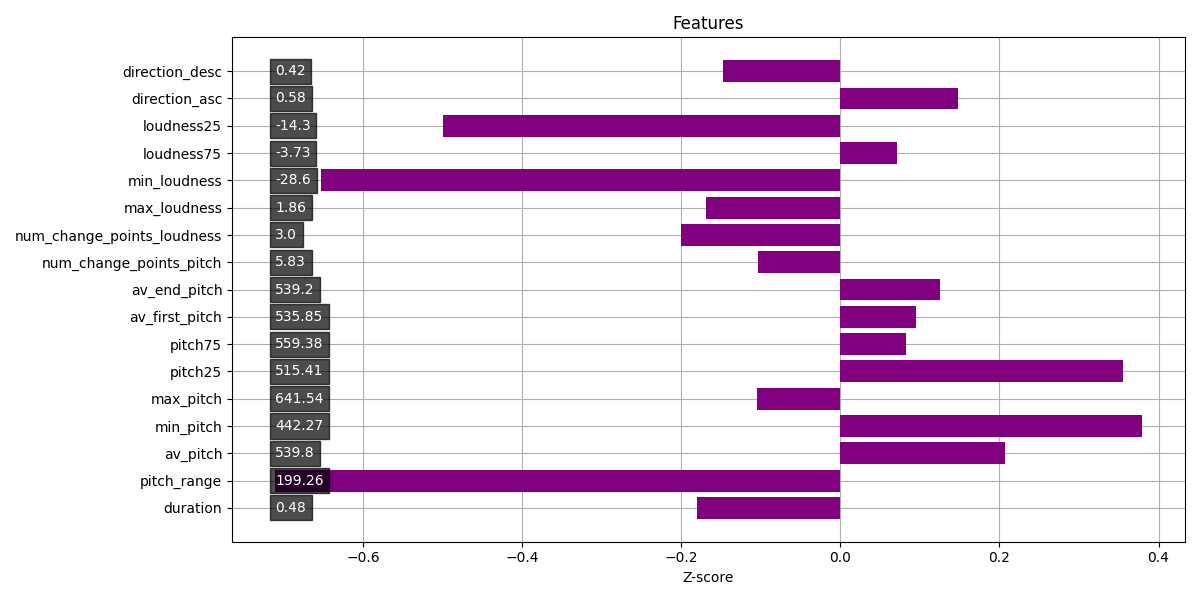 Features
direction_desc 0.42
direction_asc 0.58
loudness25 -14.3
loudness75 -3.73
min_loudness -28.6
max_loudness 1.86
num_change_points_loudness 3.0
num_change_points_pitch 5.83
av_end_pitch 539.2
av_first_pitch 535.85
pitch75 559.38
pitch25 515.41
max_pitch 641.54
min_pitch 442.27
av_pitch 539.8
pitch_range 199.26
duration 0.48
−0.6 −0.4 −0.2 0.0 0.2 0.4
Z-score